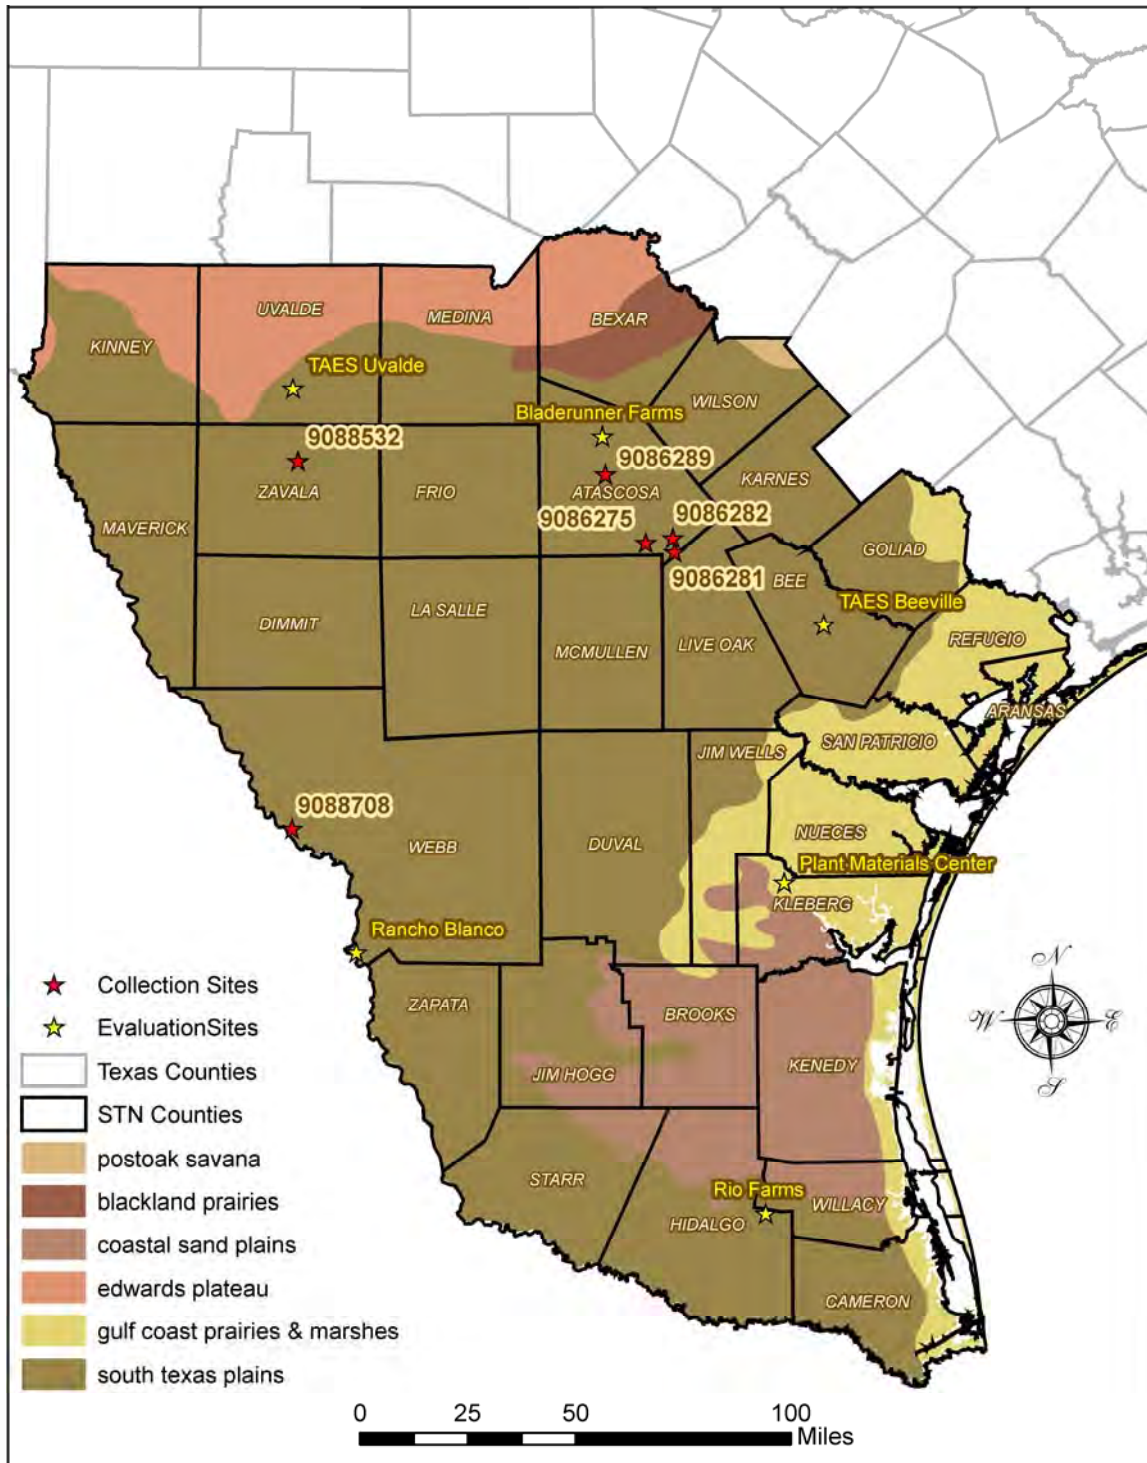 UVALDE
MEDINA
BEXAR
KINNEY
TAES Uvalde
WILSON
Bladerunner Farms
9088532
9086289
KARNES
ZAVALA
FRIO
ATASCOSA
MAVERICK
9086275
9086282
GOLIAD
9086281
BEE
TAES Beeville
DIMMIT
LA SALLE
MCMULLEN
LIVE OAK
REFUGIO
ARANSAS
SAN PATRICIO
JIM WELLS
9088708
WEBB
DUVAL
NUECES
Plant Materials Center
KLEBERG
Rancho Blanco
N
W
E
S
Collection Sites
EvaluationSites
Texas Counties
STN Counties
postoak savana
blackland prairies
coastal sand plains
edwards plateau
gulf coast prairies & marshes
south texas plains
ZAPATA
BROOKS
JIM HOGG
KENEDY
STARR
Rio Farms
HIDALGO
WILLACY
CAMERON
0 25 50 100
Miles